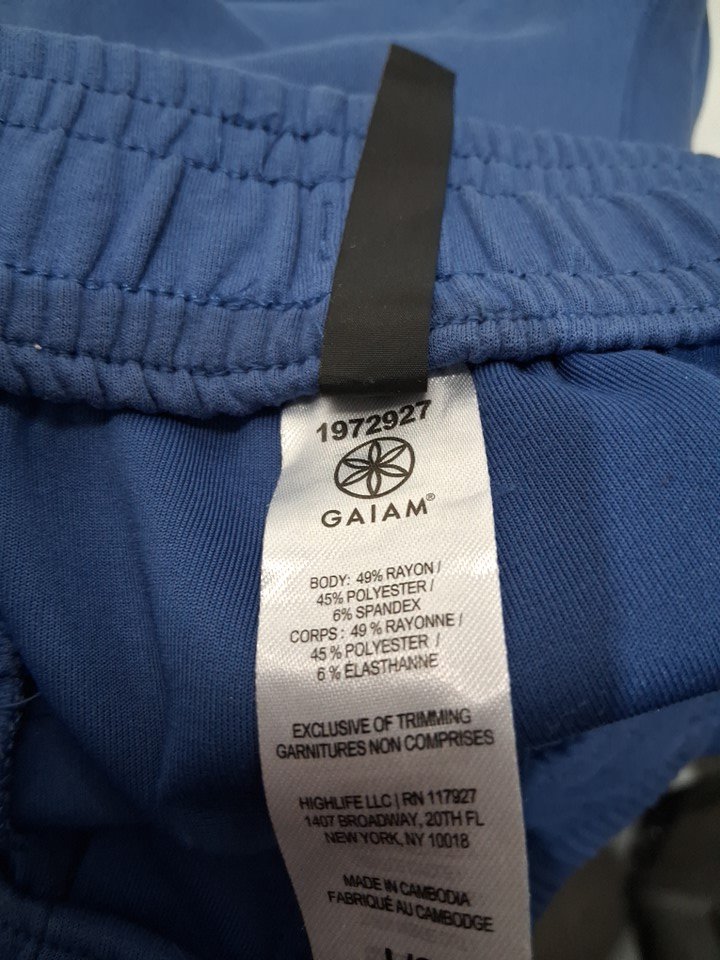 1972927
GAIAM®
BODY: 49% RAYON /
45% POLYESTER /
6% SPANDEX
CORPS: 49 % RAYONNE /
45 % POLYESTER /
6 % ÉLASTHANNE
EXCLUSIVE OF TRIMMING
GARNITURES NON COMPRISES
HIGHLIFE LLC | RN 117927
1407 BROADWAY, 20TH FL
NEW YORK, NY 10018
MADE IN CAMBODIA
FABRIQUÉ AU CAMBODGE